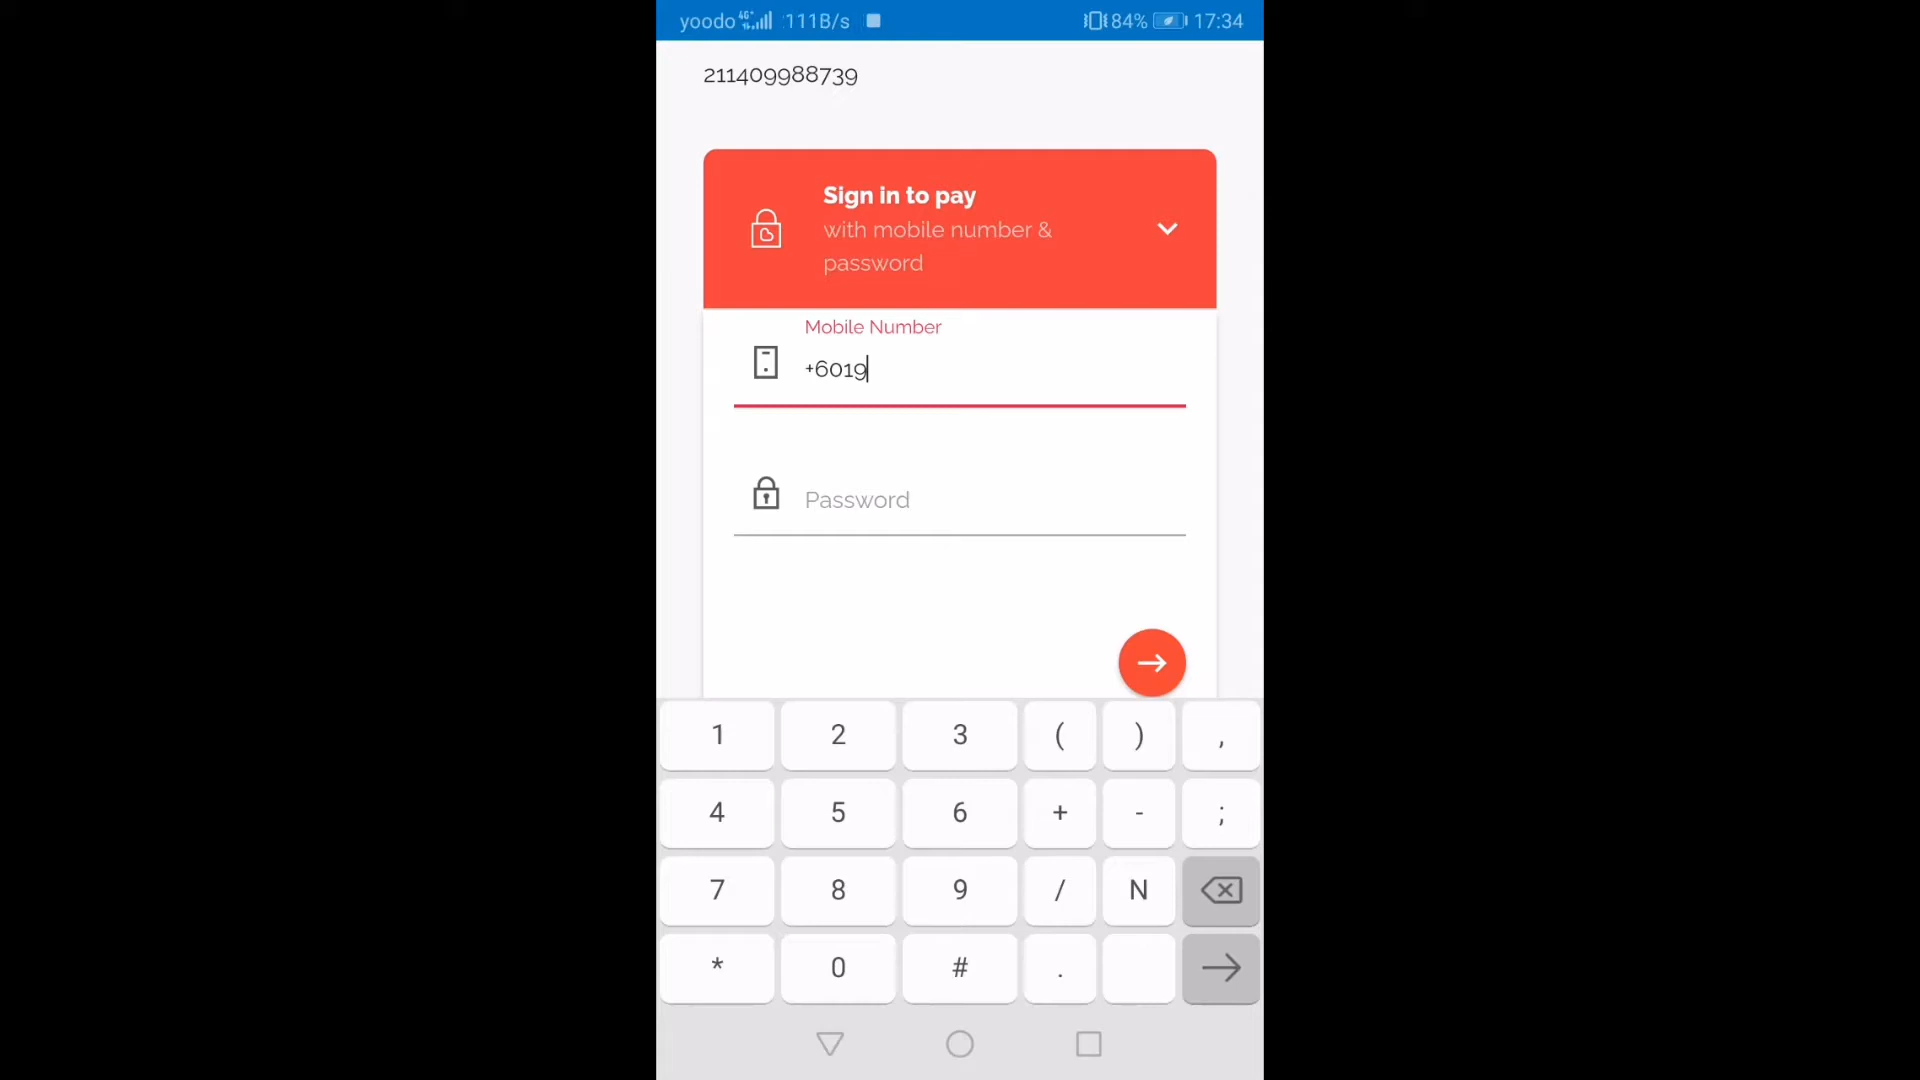 yoodo 4G 111B/s 84% 17:34
211409988739
Sign in to pay
with mobile number &
password
Mobile Number
+6019
Password
1 2 3 ( ) ,
4 5 6 + - ;
7 8 9 / N
* 0 # .